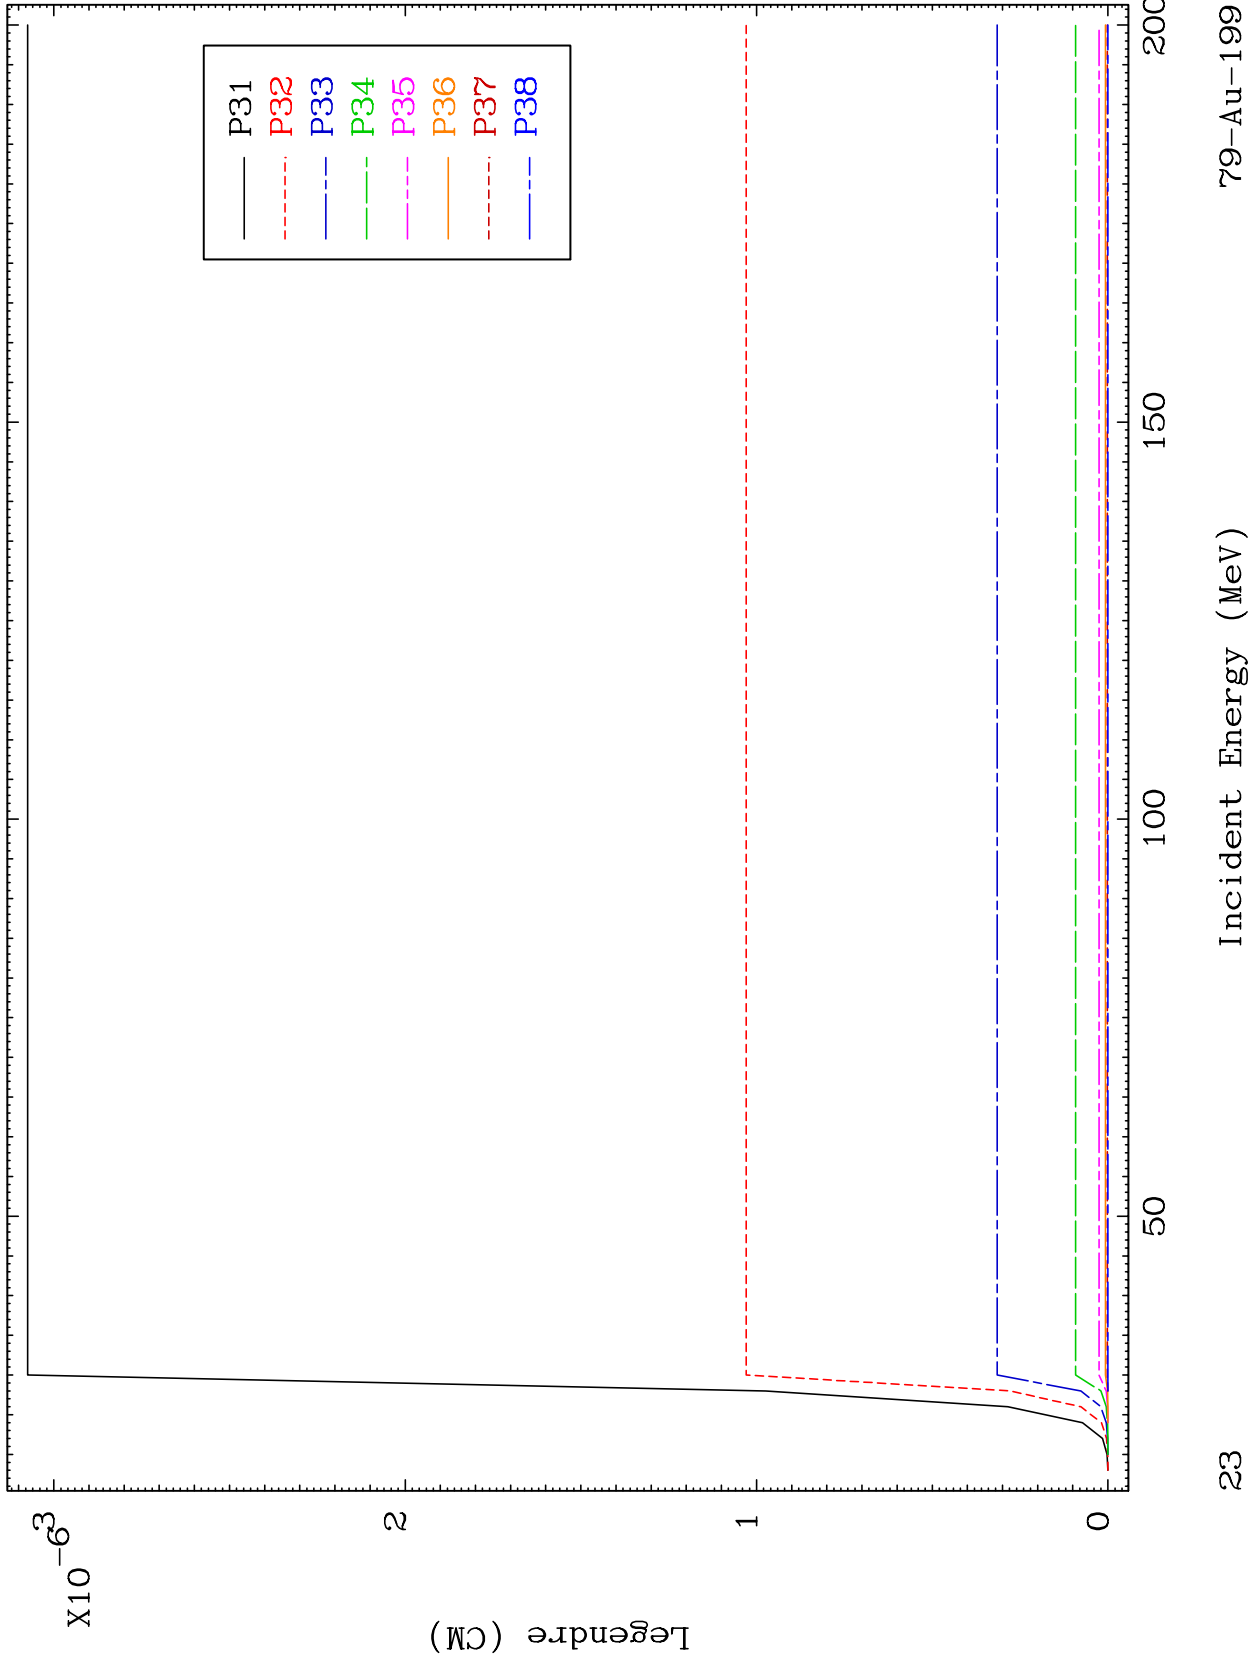 X10
-6
3
2
1
0
Legendre (CM)
P31
P32
P33
P34
P35
P36
P37
P38
50
100
150
200
Incident Energy (MeV)
23
79-Au-199